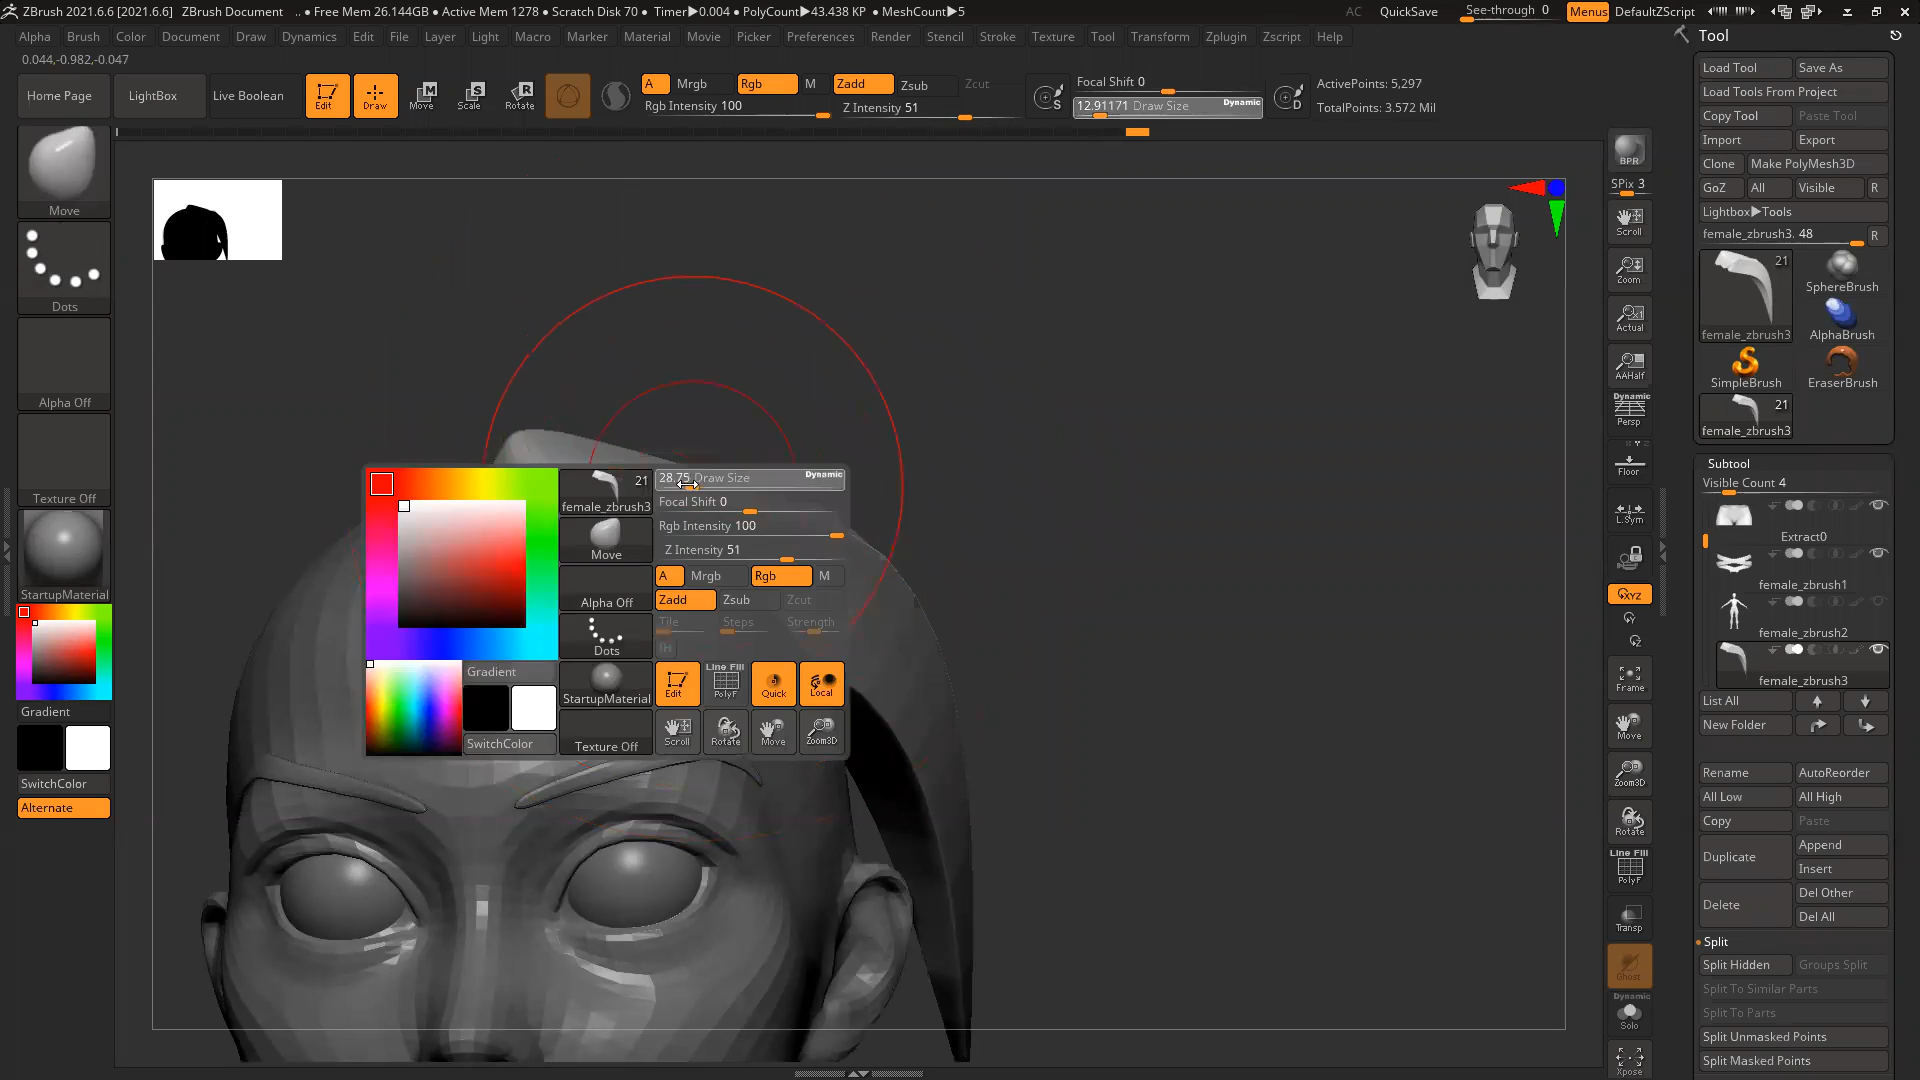 ZBrush 2021.6.6 [2021.6.6] ZBrush Document .. • Free Mem 26.144GB • Active Mem 1278 • Scratch Disk 70 • Timer▶0.004 • PolyCount▶43.438 KP • MeshCount▶5 AC QuickSave See-through 0 Menus DefaultZScript
Alpha Brush Color Document Draw Dynamics Edit File Layer Light Macro Marker Material Movie Picker Preferences Render Stencil Stroke Texture Tool Transform Zplugin Zscript Help
Tool
0.044,-0.982,-0.047
Home Page LightBox Live Boolean Edit Draw Move Scale Rotate
A Mrgb Rgb M Zadd Zsub Zcut
Rgb Intensity 100 Z Intensity 51
S Focal Shift 0
12.91171 Draw Size Dynamic
D ActivePoints: 5,297
TotalPoints: 3.572 Mil
Move
Dots
Alpha Off
Texture Off
StartupMaterial
Gradient
SwitchColor
Alternate
21
female_zbrush3
Move
Alpha Off
Dots
StartupMaterial
Texture Off
Gradient
SwitchColor
28.75 Draw Size Dynamic
Focal Shift 0
Rgb Intensity 100
Z Intensity 51
A Mrgb Rgb M
Zadd Zsub Zcut
Tile Steps Strength
Edit Line Fill PolyF Quick Local
Scroll Rotate Move Zoom3D
BPR
SPix 3
Scroll
Zoom
Actual
AAHalf
Dynamic
Persp
Floor
L.Sym
XYZ
Frame
Move
Zoom3D
Rotate
Line Fill
PolyF
Transp
Ghost
Dynamic
Solo
Xpose
Load Tool Save As
Load Tools From Project
Copy Tool Paste Tool
Import Export
Clone Make PolyMesh3D
GoZ All Visible R
Lightbox▶Tools
female_zbrush3. 48 R
21
female_zbrush3
SphereBrush
AlphaBrush
SimpleBrush EraserBrush
21
female_zbrush3
Subtool
Visible Count 4
Extract0
female_zbrush1
female_zbrush2
female_zbrush3
List All
New Folder
Rename AutoReorder
All Low All High
Copy Paste
Duplicate Append
Insert
Delete Del Other
Del All
Split
Split Hidden Groups Split
Split To Similar Parts
Split To Parts
Split Unmasked Points
Split Masked Points